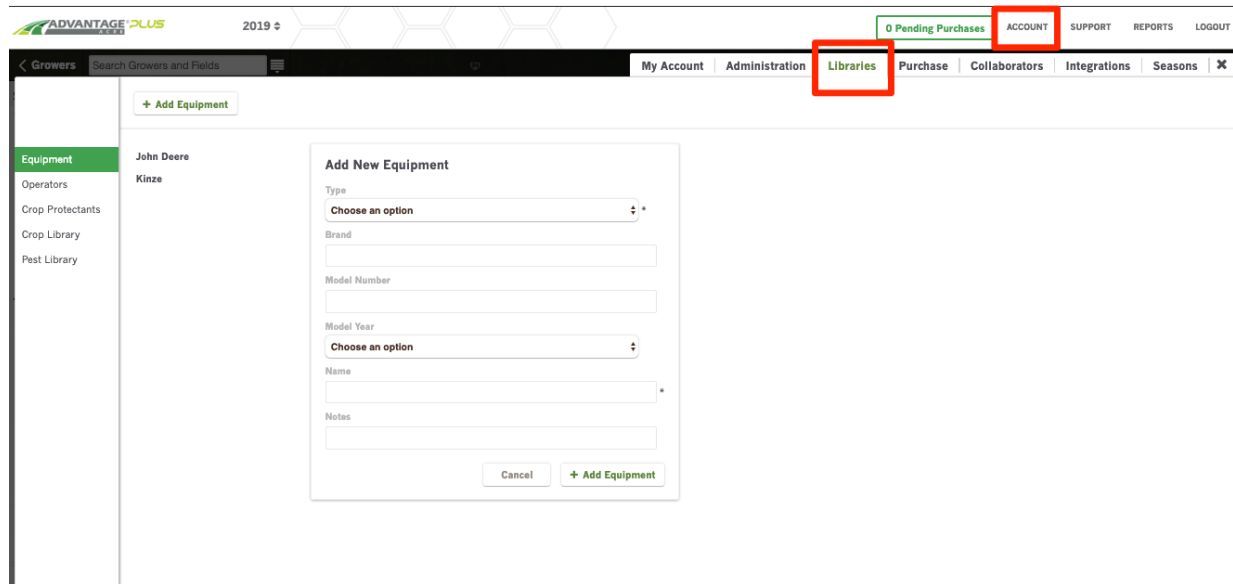 ADVANTAGE PLUS
ACRE
2019
0 Pending Purchases
ACCOUNT
SUPPORT
REPORTS
LOGOUT
Growers
Search Growers and Fields
My Account
Administration
Libraries
Purchase
Collaborators
Integrations
Seasons
+ Add Equipment
Equipment
Operators
Crop Protectants
Crop Library
Pest Library
John Deere
Kinze
Add New Equipment
Type
Choose an option *
Brand
Model Number
Model Year
Choose an option
Name
*
Notes
Cancel
+ Add Equipment